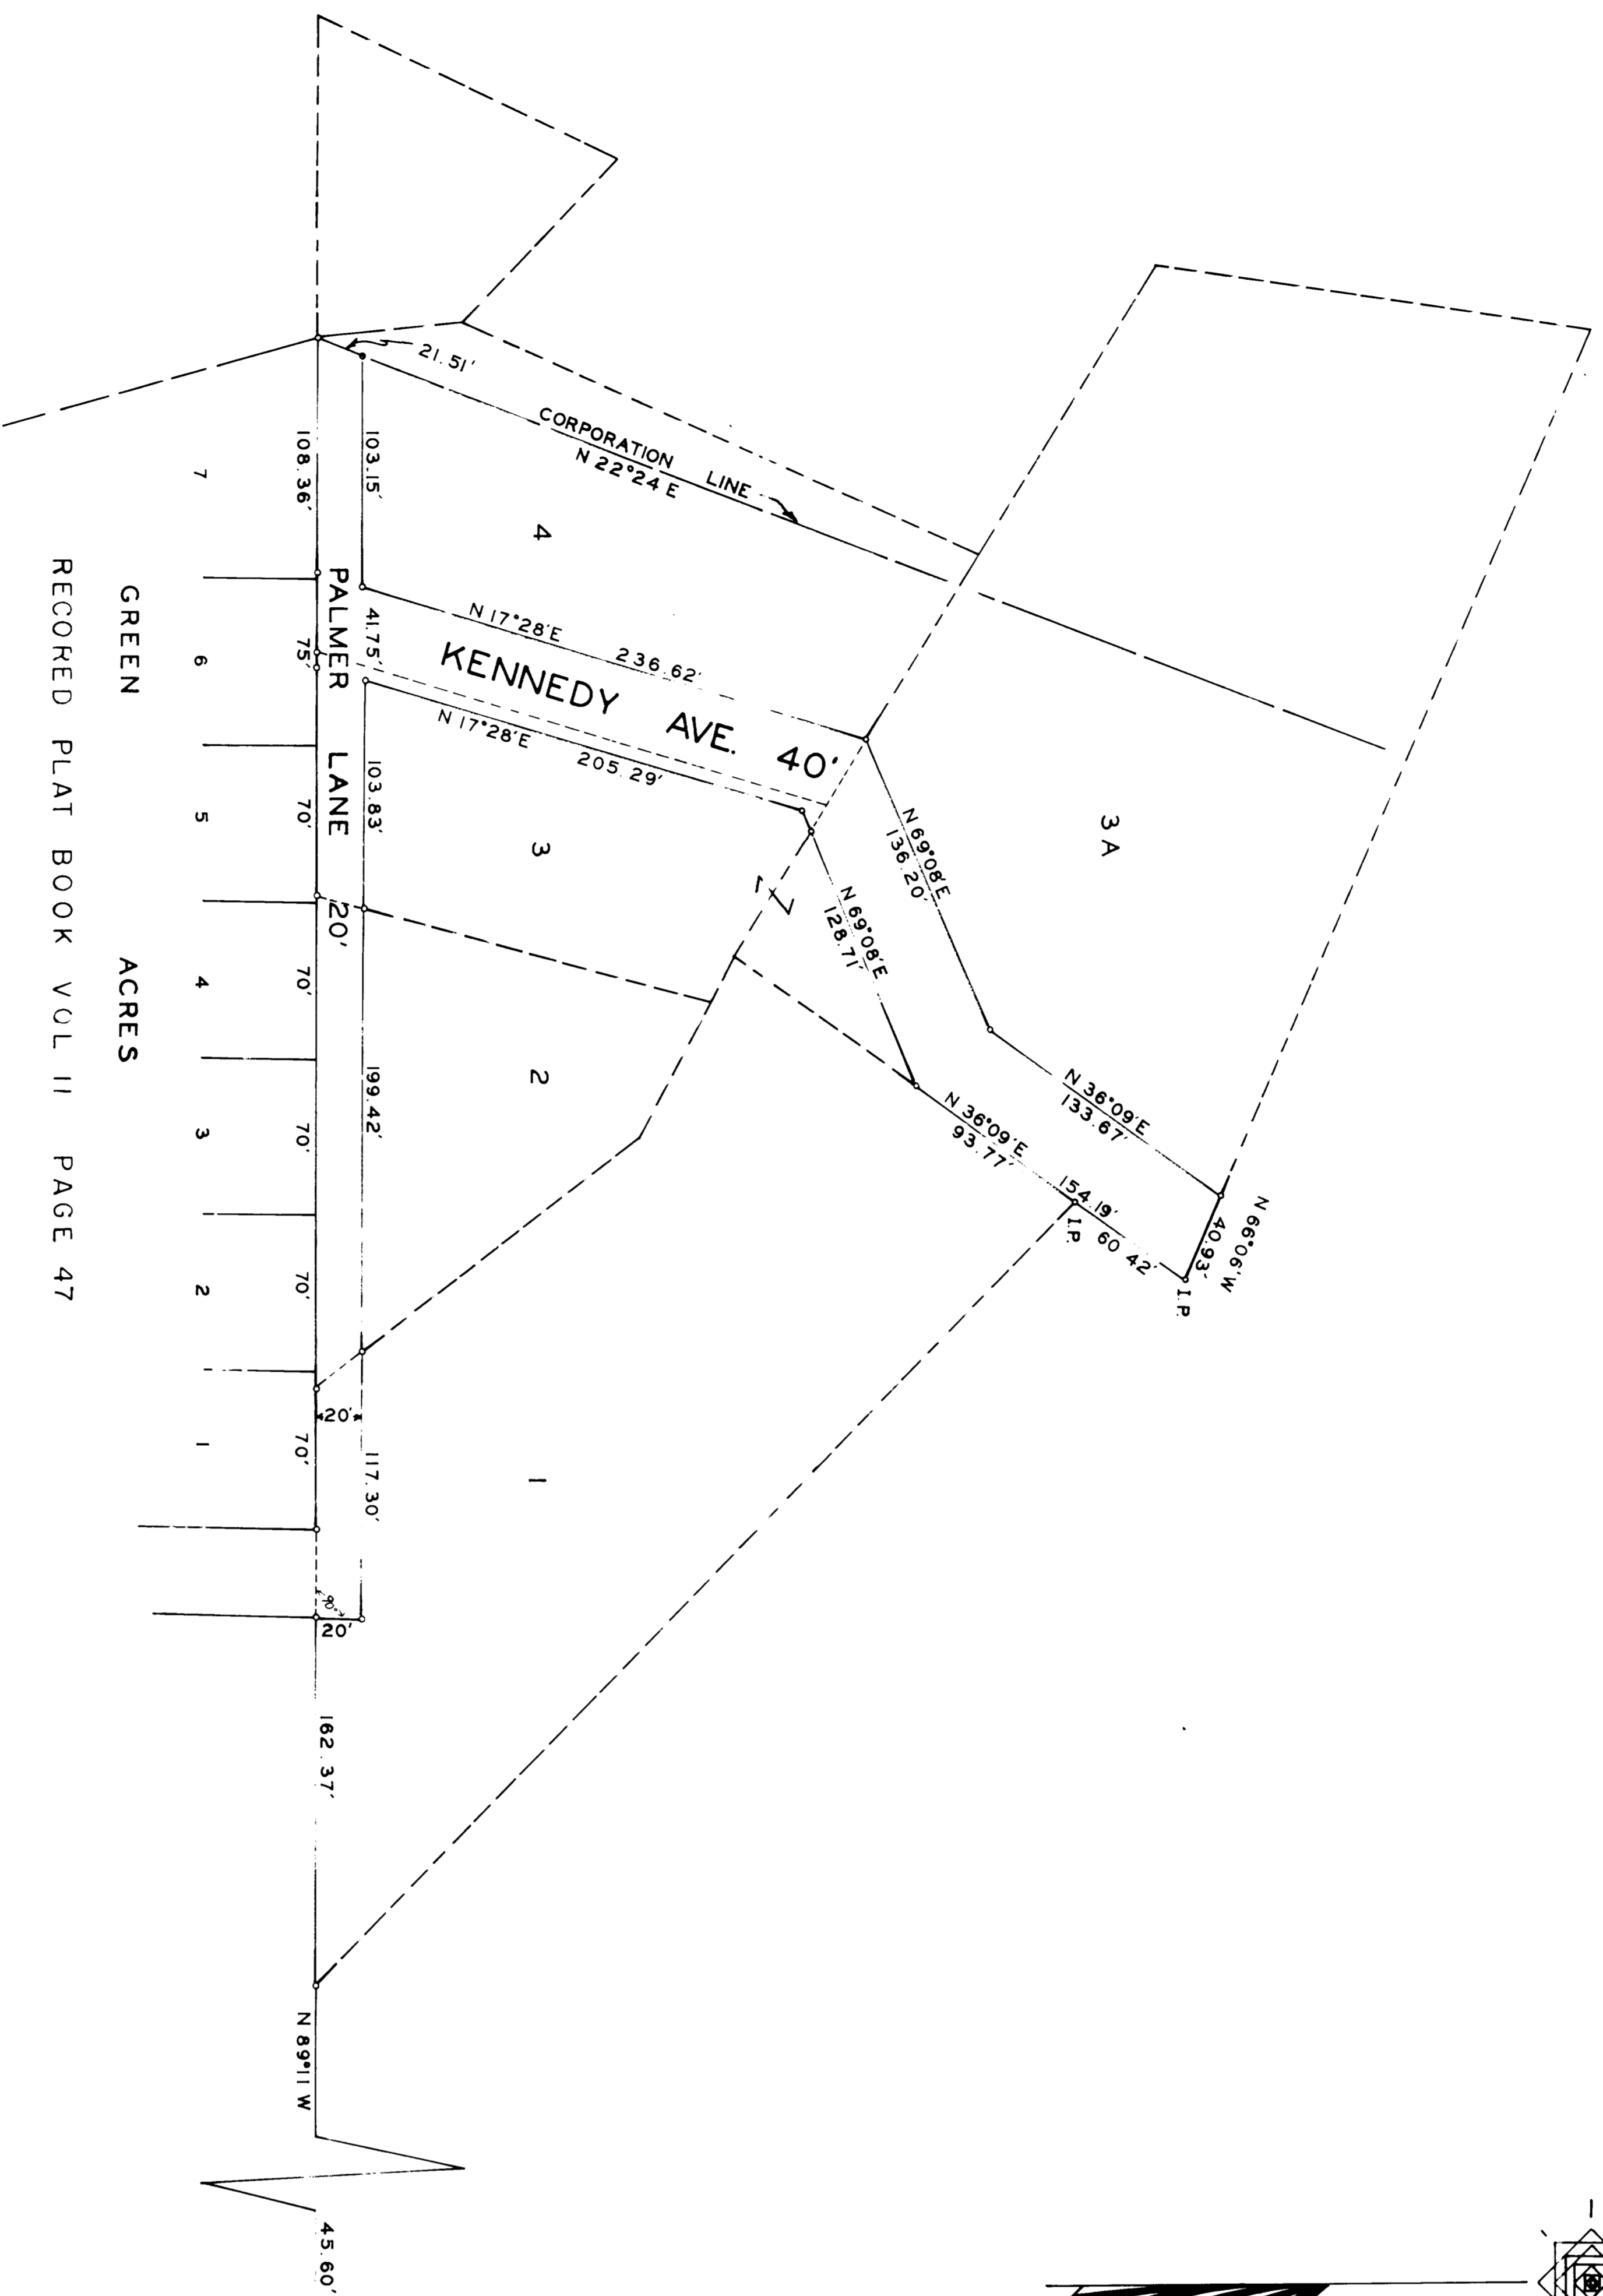 N 66°06'W
40.93'
I.P.
3 A
N 36°09'E
133.67'
154.19'
60.42'
I.P.
N 36°09'E
93.77'
N 69°08'E
136.20'
N 69°08'E
128.71'
CORPORATION LINE
N 22°24 E
21.51'
4
N 17°28'E 236.62'
KENNEDY AVE. 40'
N 17°28'E 205.29'
3
2
1
103.15'
41.75'
103.83'
199.42'
117.30'
PALMER LANE 20'
20'
90°
20'
162.37'
45.60'
108.36'
75'
70'
70'
70'
70'
70'
N 89°11 W
7
6
5
4
3
2
1
GREEN ACRES
RECORED PLAT BOOK VOL 11 PAGE 47